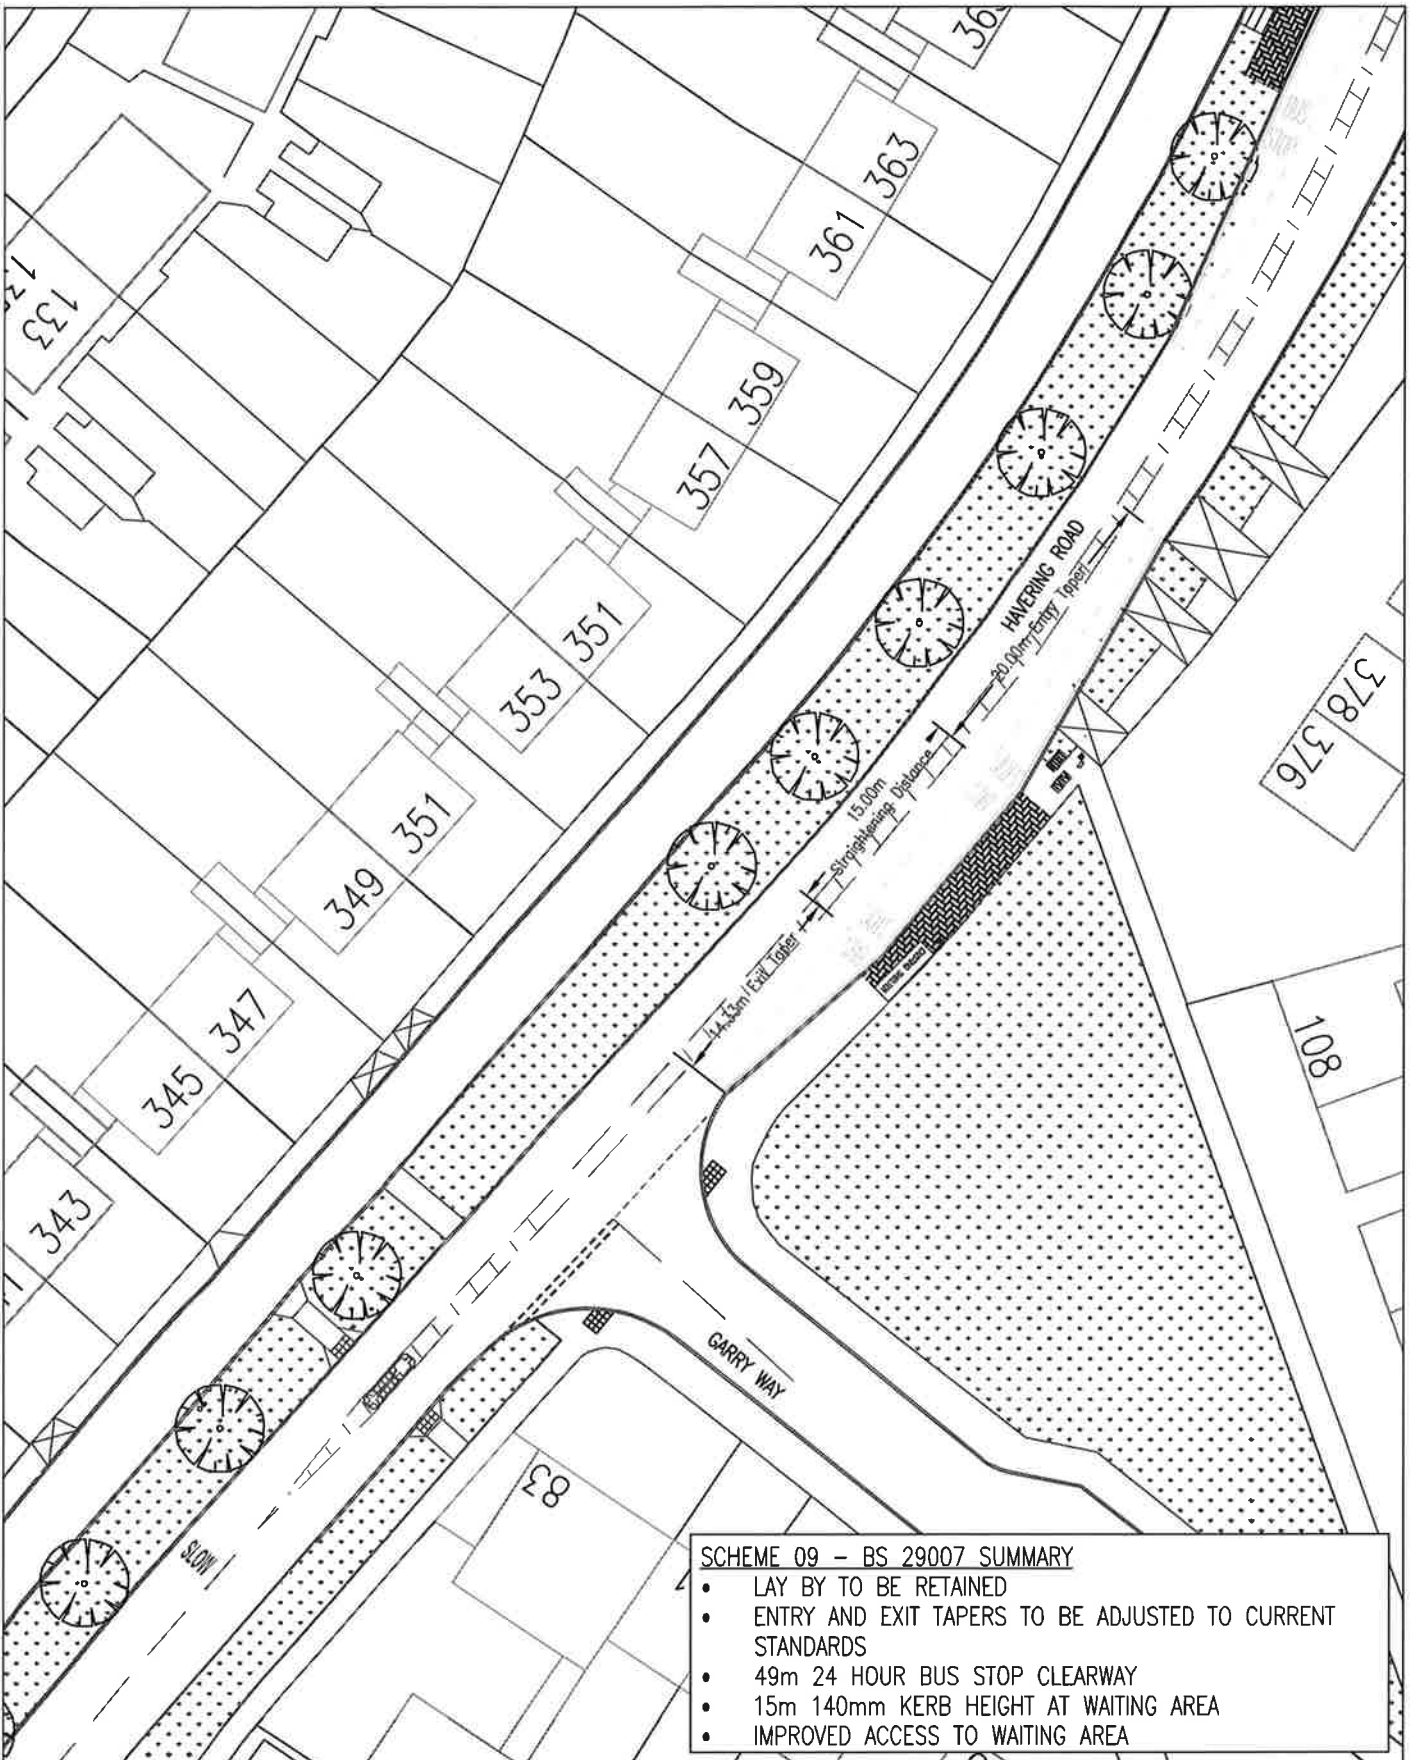 363
361
359
357
351
353
351
349
347
345
343
133
HAVERING ROAD
20.00m Entry Taper
15.00m
Straightening Distance
14.33m Exit Taper
BUS
STOP
378
376
108
GARRY WAY
83
SLOW
SCHEME 09 - BS 29007 SUMMARY
• LAY BY TO BE RETAINED
• ENTRY AND EXIT TAPERS TO BE ADJUSTED TO CURRENT
STANDARDS
• 49m 24 HOUR BUS STOP CLEARWAY
• 15m 140mm KERB HEIGHT AT WAITING AREA
• IMPROVED ACCESS TO WAITING AREA